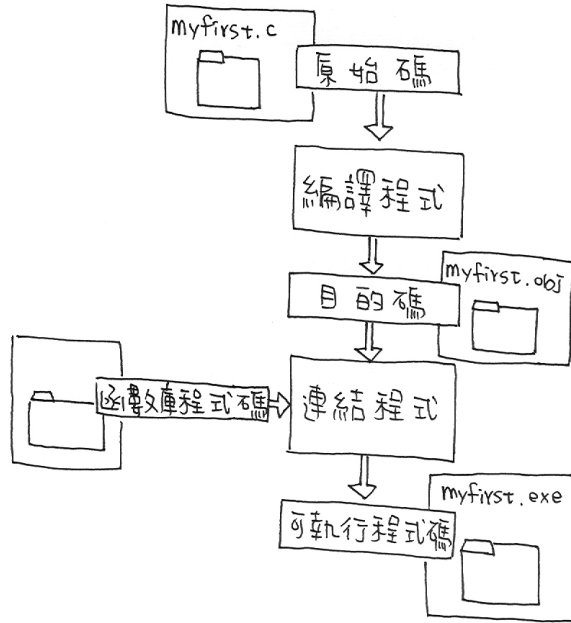 myfirst.c
原始碼
編譯程式
目的碼
myfirst.obj
函數庫程式碼
連結程式
myfirst.exe
可執行程式碼